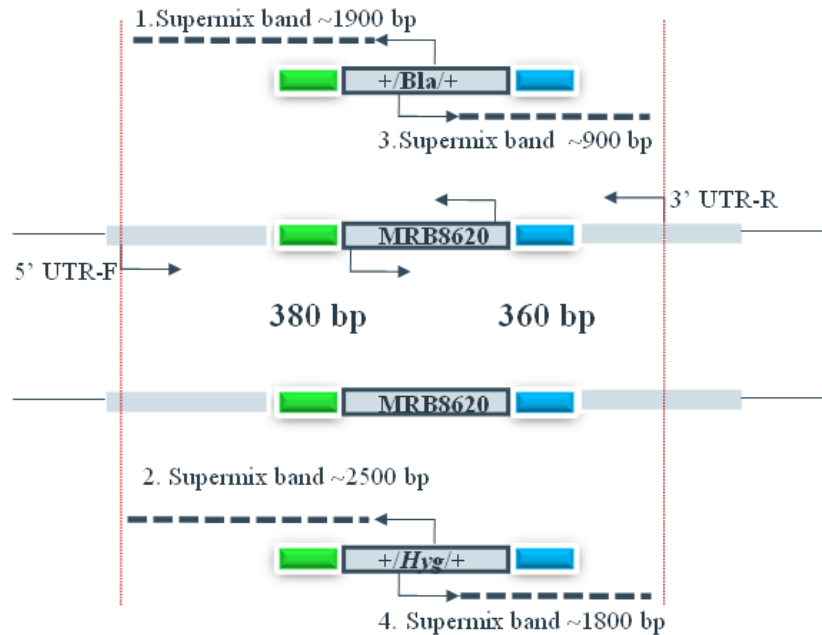 1.Supermix band ~1900 bp
+/Bla/+
3.Supermix band ~900 bp
3' UTR-R
MRB8620
5' UTR-F
380 bp
360 bp
MRB8620
2. Supermix band ~2500 bp
+/Hyg/+
4. Supermix band ~1800 bp